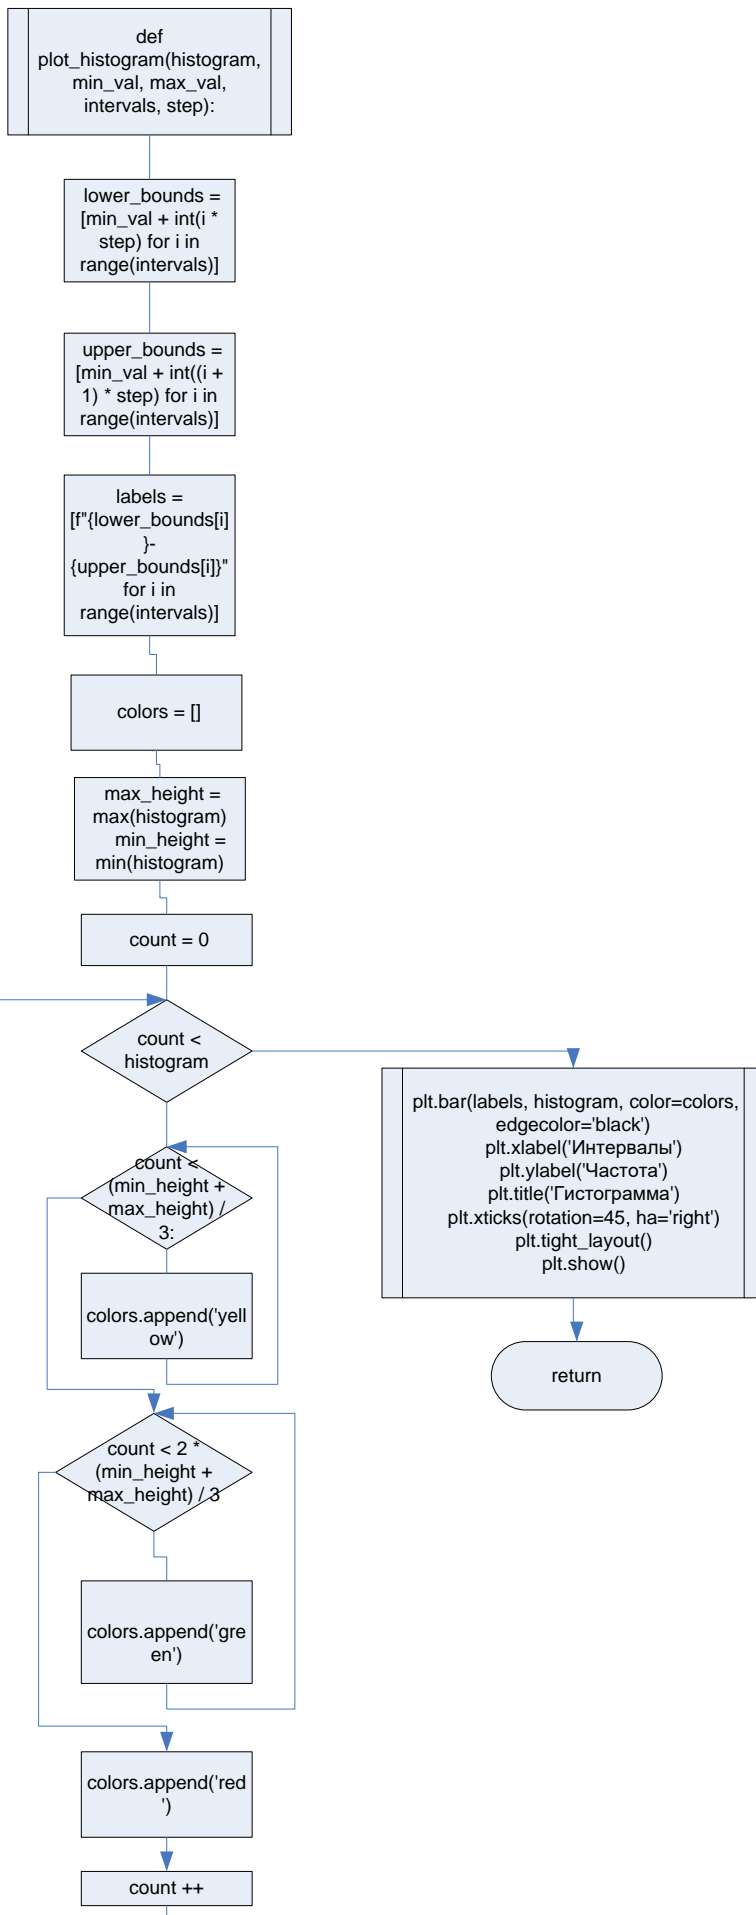 def
plot_histogram(histogram,
min_val, max_val,
intervals, step):
lower_bounds =
[min_val + int(i *
step) for i in
range(intervals)]
upper_bounds =
[min_val + int((i +
1) * step) for i in
range(intervals)]
labels =
[f"{lower_bounds[i]
}-
{upper_bounds[i]}"
for i in
range(intervals)]
colors = []
max_height =
max(histogram)
min_height =
min(histogram)
count = 0
count <
histogram
plt.bar(labels, histogram, color=colors,
edgecolor='black')
plt.xlabel('Интервалы')
plt.ylabel('Частота')
plt.title('Гистограмма')
plt.xticks(rotation=45, ha='right')
plt.tight_layout()
plt.show()
return
count <
(min_height +
max_height) /
3:
colors.append('yell
ow')
count < 2 *
(min_height +
max_height) / 3
colors.append('gre
en')
colors.append('red
')
count ++